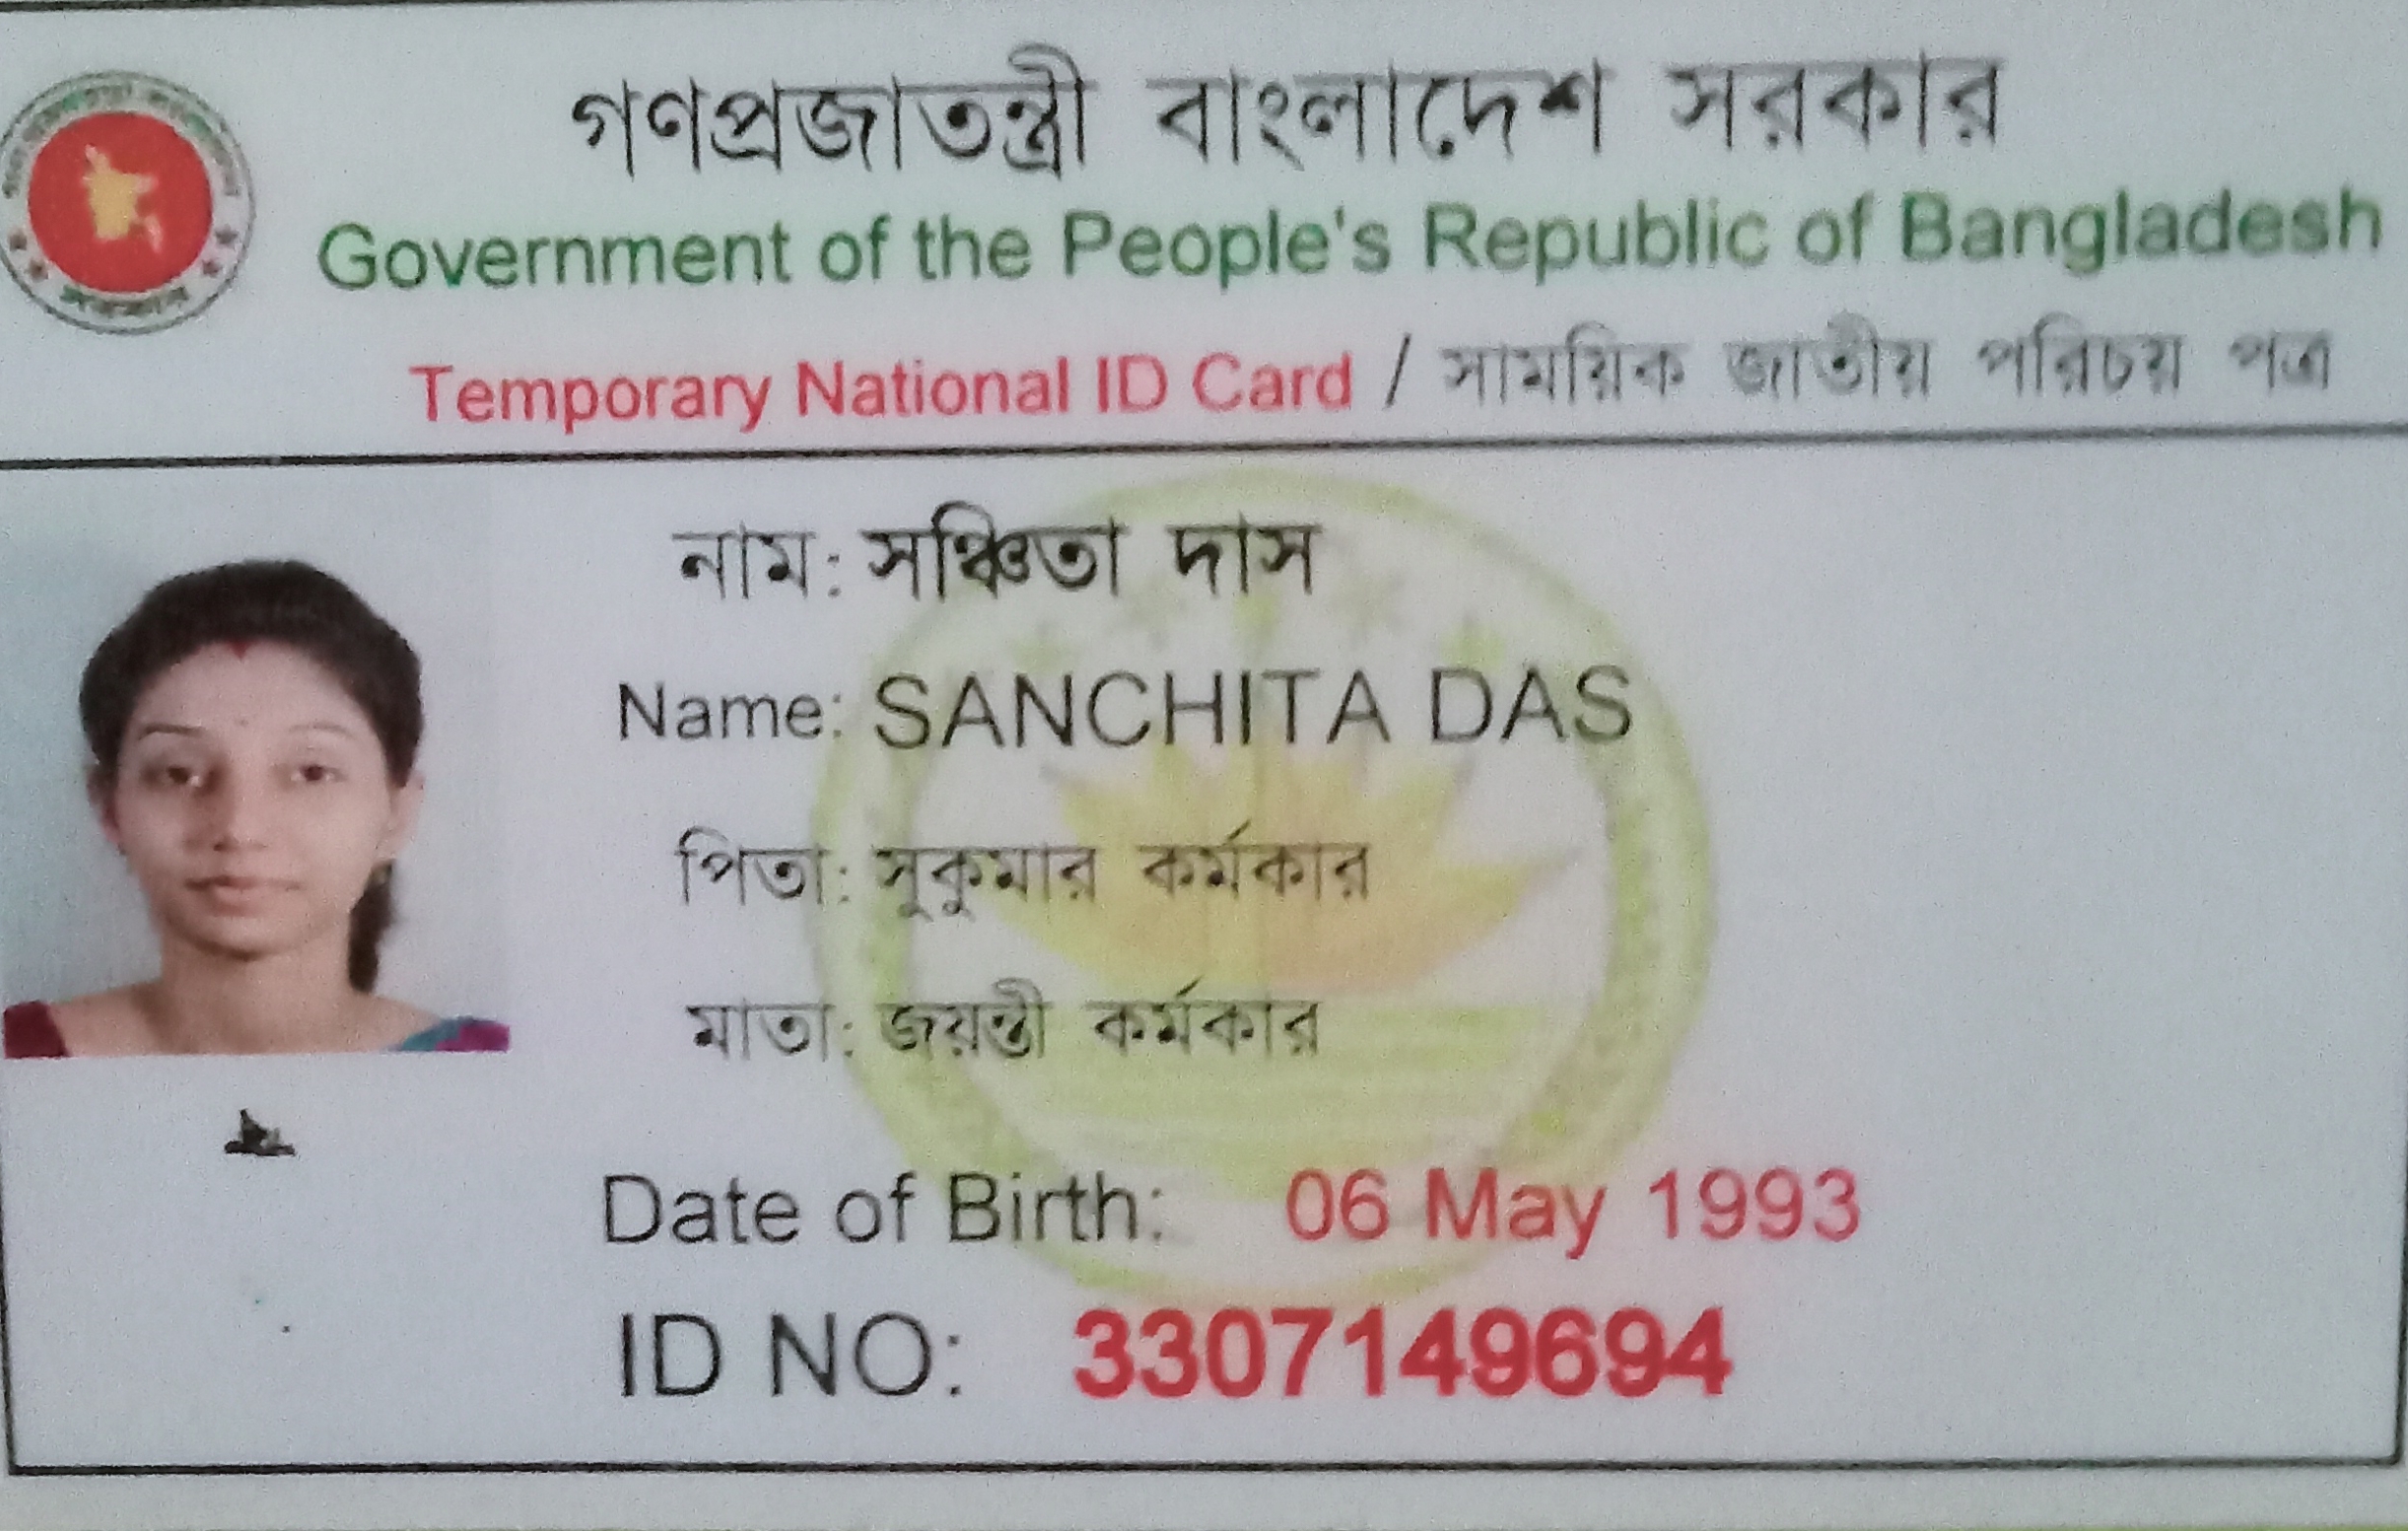 গণপ্রজাতন্ত্রী বাংলাদেশ সরকার
Government of the People's Republic of Bangladesh
Temporary National ID Card / সাময়িক জাতীয় পরিচয় পত্র
নাম: সঞ্চিতা দাস
Name: SANCHITA DAS
পিতা: সুকুমার কর্মকার
মাতা: জয়ন্তী কর্মকার
Date of Birth: 06 May 1993
ID NO: 3307149694